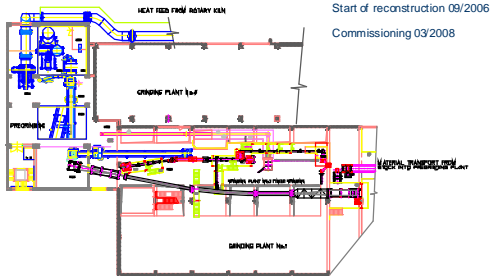 HEAT FEED FROM ROTARY KILN
Start of reconstruction 09/2006
Commissioning 03/2008
GRINDING PLANT No.2
PREGRINDING
MATERIAL TRANSPORT FROM
STOCK INTO PREGRINDING PLANT
GRINDING PLANT No.1